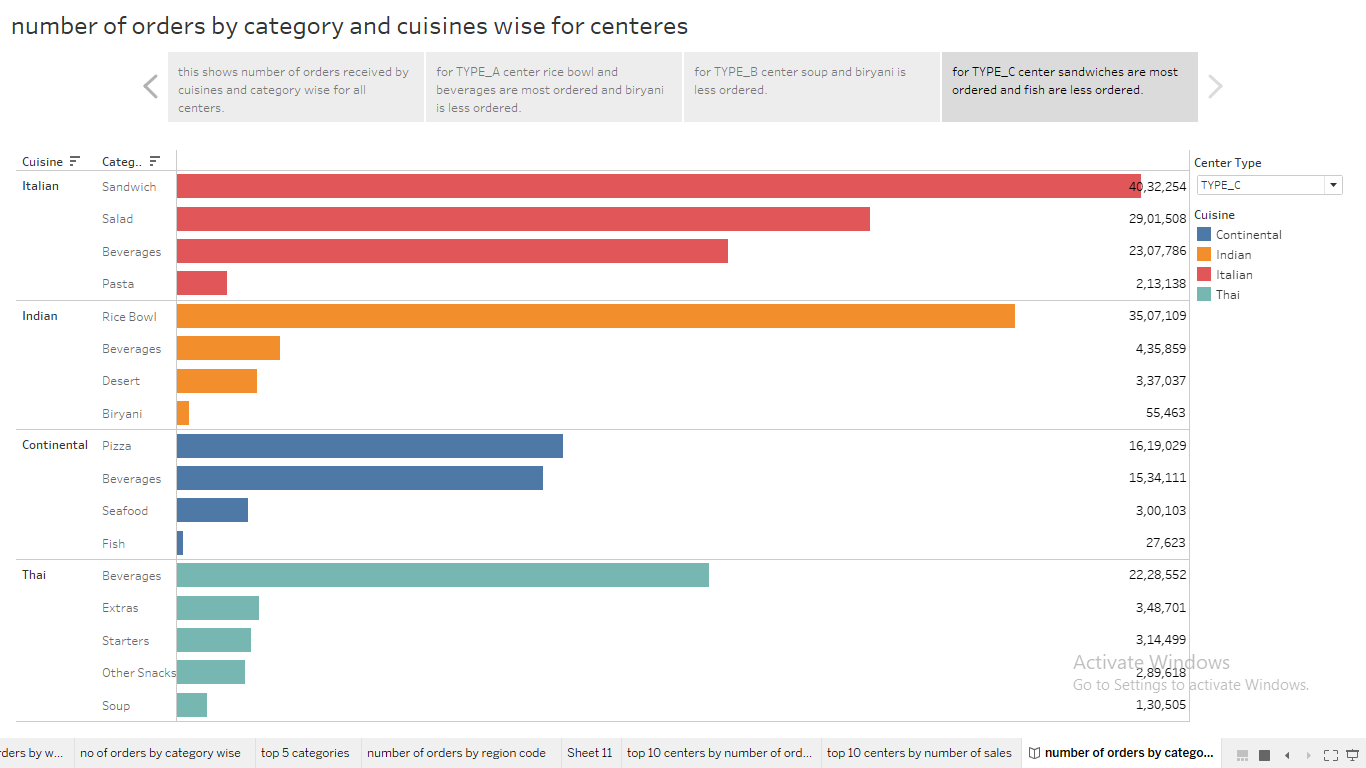 number of orders by category and cuisines wise for centeres
this shows number of orders received by
cuisines and category wise for all
centers.
for TYPE_A center rice bowl and
beverages are most ordered and biryani
is less ordered.
for TYPE_B center soup and biryani is
less ordered.
for TYPE_C center sandwiches are most
ordered and fish are less ordered.
Cuisine Categ..
Italian Sandwich 40,32,254
Salad 29,01,508
Beverages 23,07,786
Pasta 2,13,138
Indian Rice Bowl 35,07,109
Beverages 4,35,859
Desert 3,37,037
Biryani 55,463
Continental Pizza 16,19,029
Beverages 15,34,111
Seafood 3,00,103
Fish 27,623
Thai Beverages 22,28,552
Extras 3,48,701
Starters 3,14,499
Other Snacks 2,89,618
Soup 1,30,505
Center Type
TYPE_C
Cuisine
Continental
Indian
Italian
Thai
Activate Windows
Go to Settings to activate Windows.
rders by w... no of orders by category wise top 5 categories number of orders by region code Sheet 11 top 10 centers by number of ord... top 10 centers by number of sales number of orders by catego...